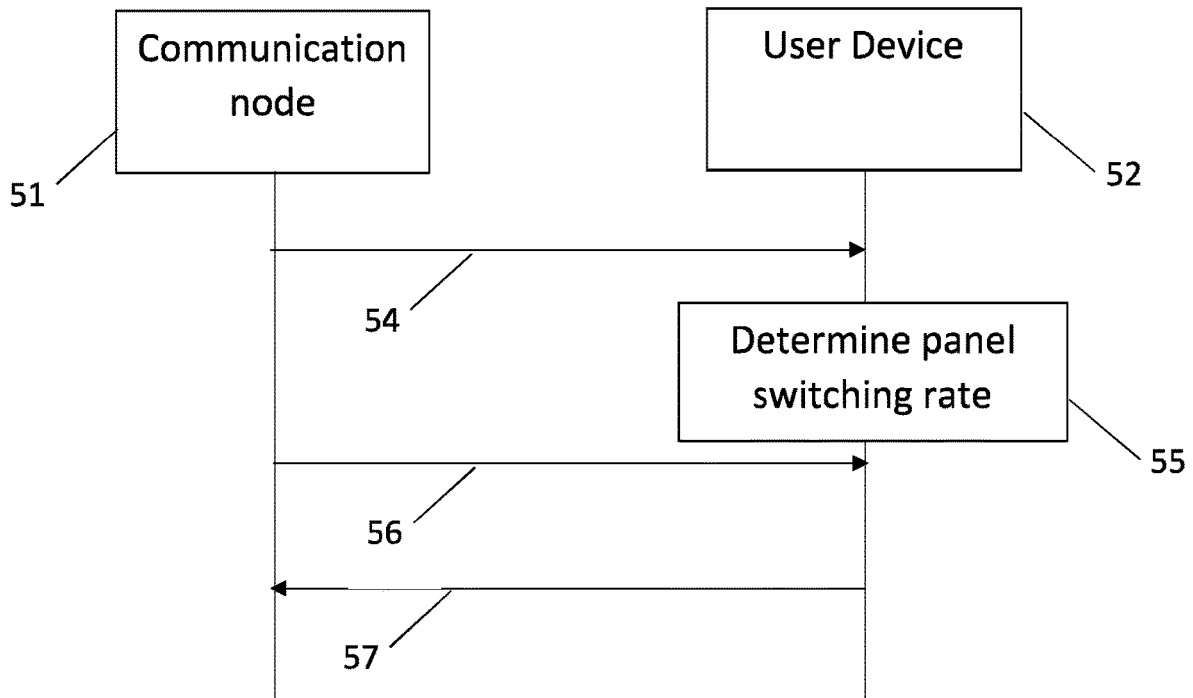 Communication
node
User Device
51
52
54
Determine panel
switching rate
55
56
57